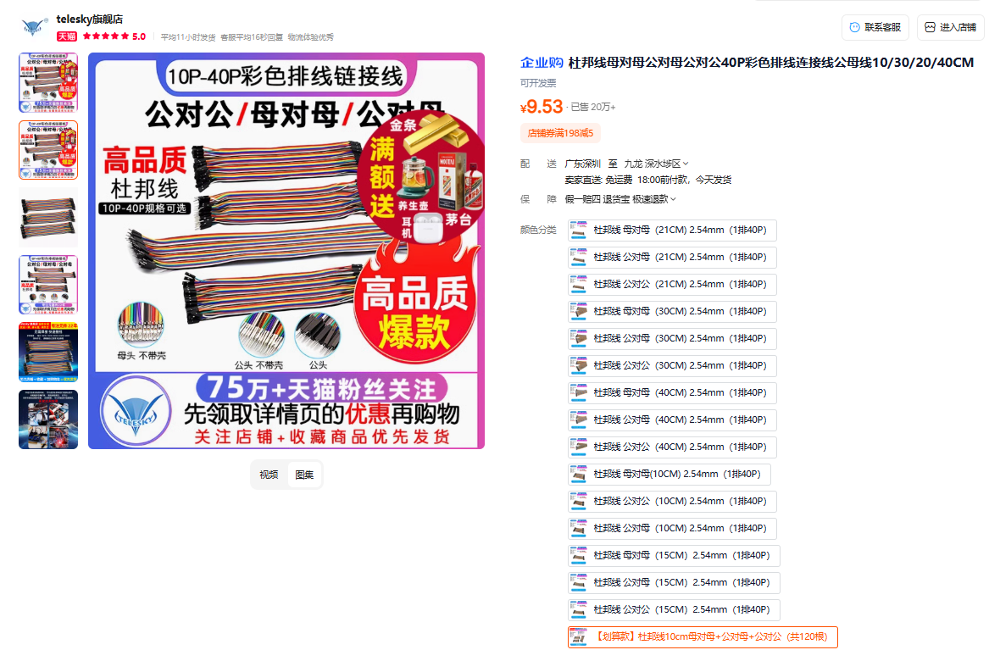 telesky旗舰店
天猫 5.0 平均11小时发货 客服平均16秒回复 物流体验优秀
联系客服
进入店铺
10P-40P彩色排线链接线
公对公/母对母/公对母
高品质
杜邦线
10P-40P规格可选
满额送
金条
养生壶
茅台
耳机
高品质
爆款
母头 不带壳
公头 不带壳
公头
TELESKY
75万+天猫粉丝关注
先领取详情页的优惠再购物
关注店铺+收藏商品优先发货
视频
图集
企业购 杜邦线母对母公对母公对公40P彩色排线连接线公母线10/30/20/40CM
可开发票
¥9.53 · 已售 20万+
店铺券满198减5
配送 广东深圳 至 九龙 深水埗区
卖家直送: 免运费 18:00前付款，今天发货
保障 假一赔四 退货宝 极速退款
颜色分类
杜邦线 母对母（21CM) 2.54mm（1排40P）
杜邦线 公对母（21CM) 2.54mm（1排40P）
杜邦线 公对公（21CM) 2.54mm（1排40P）
杜邦线 母对母（30CM) 2.54mm（1排40P）
杜邦线 公对母（30CM) 2.54mm（1排40P）
杜邦线 公对公（30CM) 2.54mm（1排40P）
杜邦线 母对母（40CM) 2.54mm（1排40P）
杜邦线 公对母（40CM) 2.54mm（1排40P）
杜邦线 公对公（40CM) 2.54mm（1排40P）
杜邦线 母对母(10CM) 2.54mm（1排40P）
杜邦线 公对公（10CM) 2.54mm（1排40P）
杜邦线 公对母（10CM) 2.54mm（1排40P）
杜邦线 母对母（15CM）2.54mm（1排40P）
杜邦线 公对母（15CM）2.54mm（1排40P）
杜邦线 公对公（15CM）2.54mm（1排40P）
【划算款】杜邦线10cm母对母+公对母+公对公（共120根）